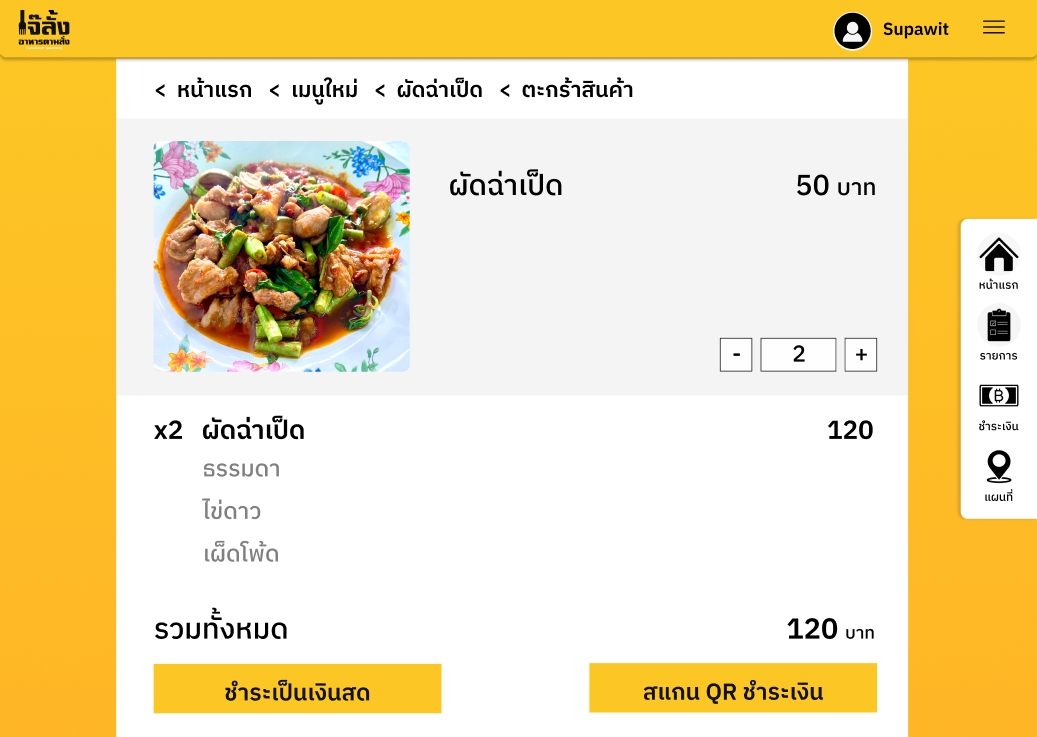 เจ๊ลั้ง
อาหารตามสั่ง
Supawit
< หน้าแรก < เมนูใหม่ < ผัดฉ่าเป็ด < ตะกร้าสินค้า
ผัดฉ่าเป็ด 50 บาท
- 2 +
x2 ผัดฉ่าเป็ด 120
ธรรมดา
ไข่ดาว
เผ็ดโพ้ด
รวมทั้งหมด 120 บาท
ชำระเป็นเงินสด สแกน QR ชำระเงิน
หน้าแรก
รายการ
ชำระเงิน
แผนที่